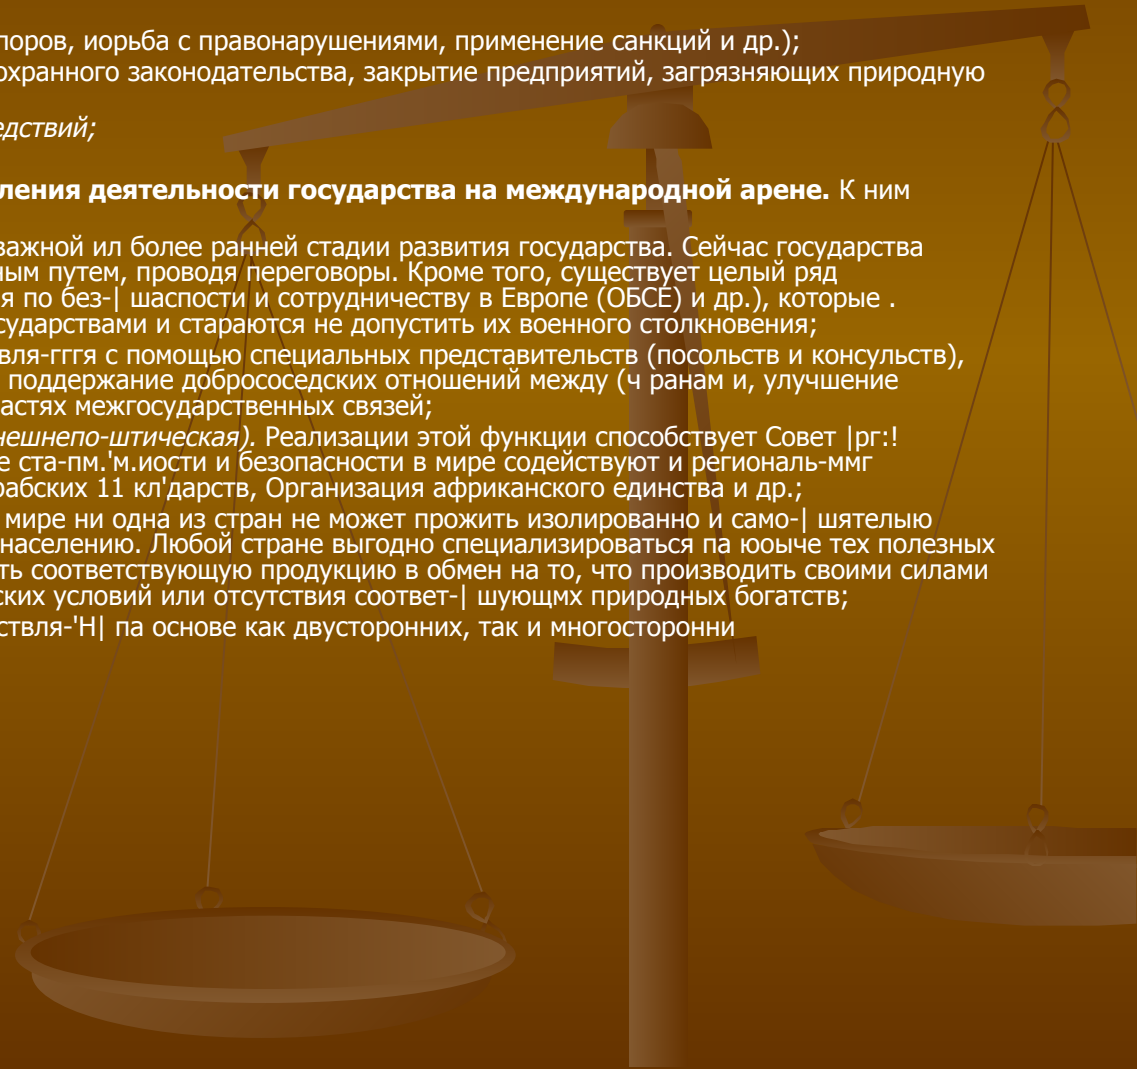 поров, иорьба с правонарушениями, применение санкций и др.);
охранного законодательства, закрытие предприятий, загрязняющих природную
едствий;
ления деятельности государства на международной арене. К ним
важной ил более ранней стадии развития государства. Сейчас государства
ным путем, проводя переговоры. Кроме того, существует целый ряд
я по без-| шаспости и сотрудничеству в Европе (ОБСЕ) и др.), которые .
сударствами и стараются не допустить их военного столкновения;
вля-гггя с помощью специальных представительств (посольств и консульств),
поддержание добрососедских отношений между (ч ранам и, улучшение
астях межгосударственных связей;
нешнепо-штическая). Реализации этой функции способствует Совет |рг:!
е ста-пм.'м.иости и безопасности в мире содействуют и региональ-ммг
рабских 11 кл'дарств, Организация африканского единства и др.;
мире ни одна из стран не может прожить изолированно и само-| шятелыю
населению. Любой стране выгодно специализироваться па юоыче тех полезных
ть соответствующую продукцию в обмен на то, что производить своими силами
ских условий или отсутствия соответ-| шующмх природных богатств;
ствля-'Н| па основе как двусторонних, так и многосторонни